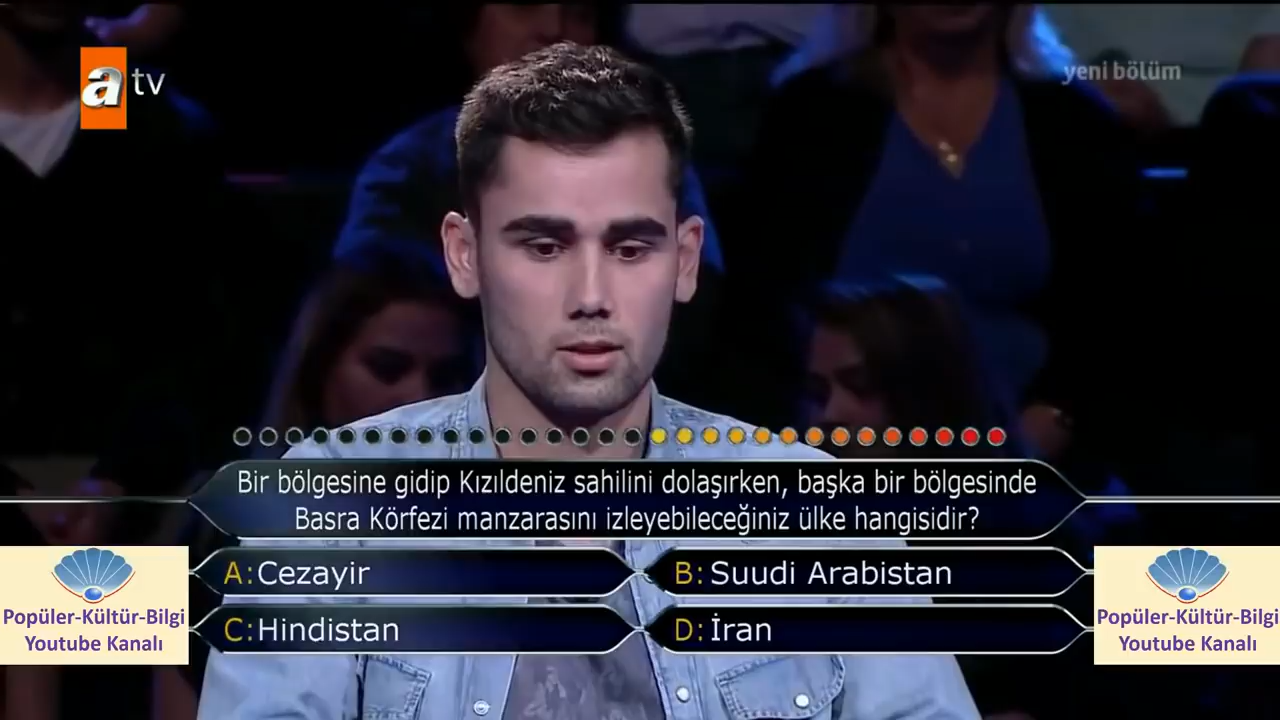 a tv
yeni bölüm
Bir bölgesine gidip Kızıldeniz sahilini dolaşırken, başka bir bölgesinde
Basra Körfezi manzarasını izleyebileceğiniz ülke hangisidir?
A: Cezayir
B: Suudi Arabistan
C: Hindistan
D: İran
Popüler-Kültür-Bilgi
Youtube Kanalı
Popüler-Kültür-Bilgi
Youtube Kanalı